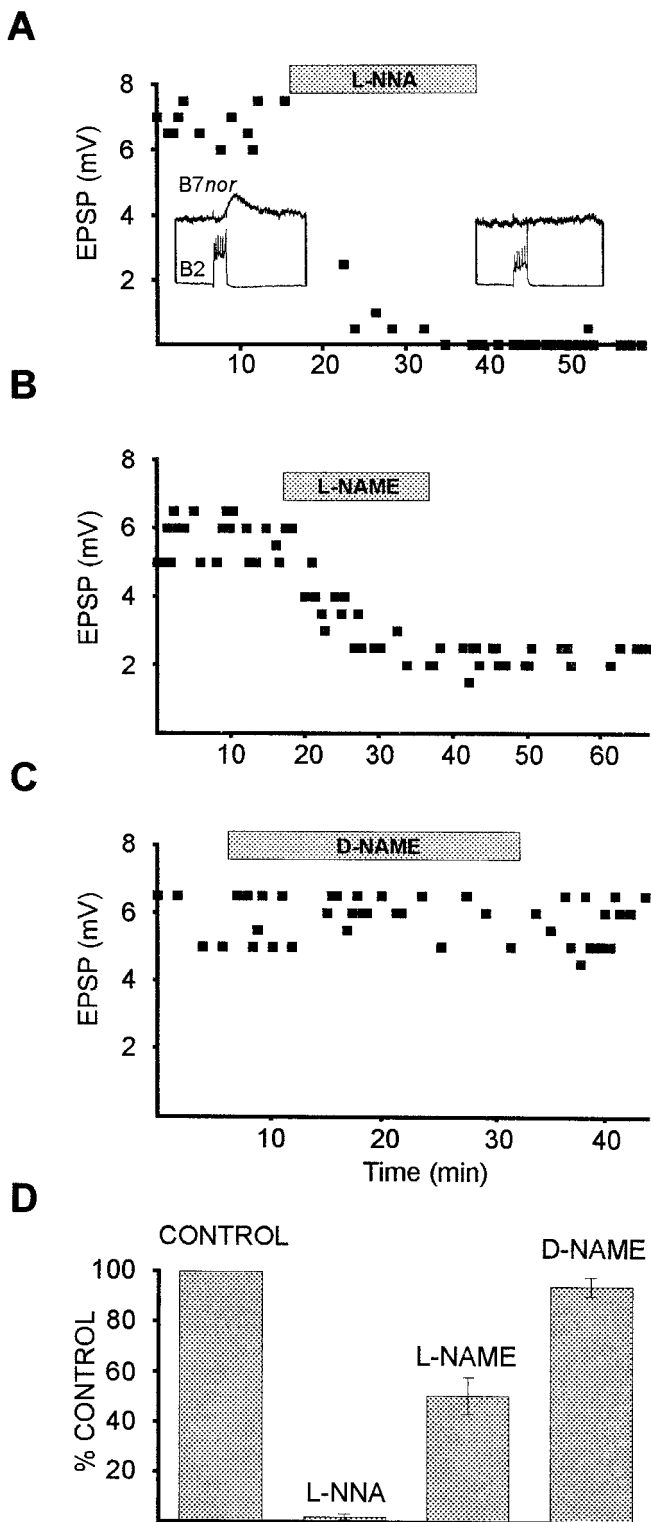 A
L-NNA
EPSP (mV)
8
6
4
2
B7nor
B2
10 20 30 40 50
B
L-NAME
EPSP (mV)
8
6
4
2
10 20 30 40 50 60
C
D-NAME
EPSP (mV)
8
6
4
2
10 20 30 40
Time (min)
D
% CONTROL
100
80
60
40
20
CONTROL
L-NNA
L-NAME
D-NAME